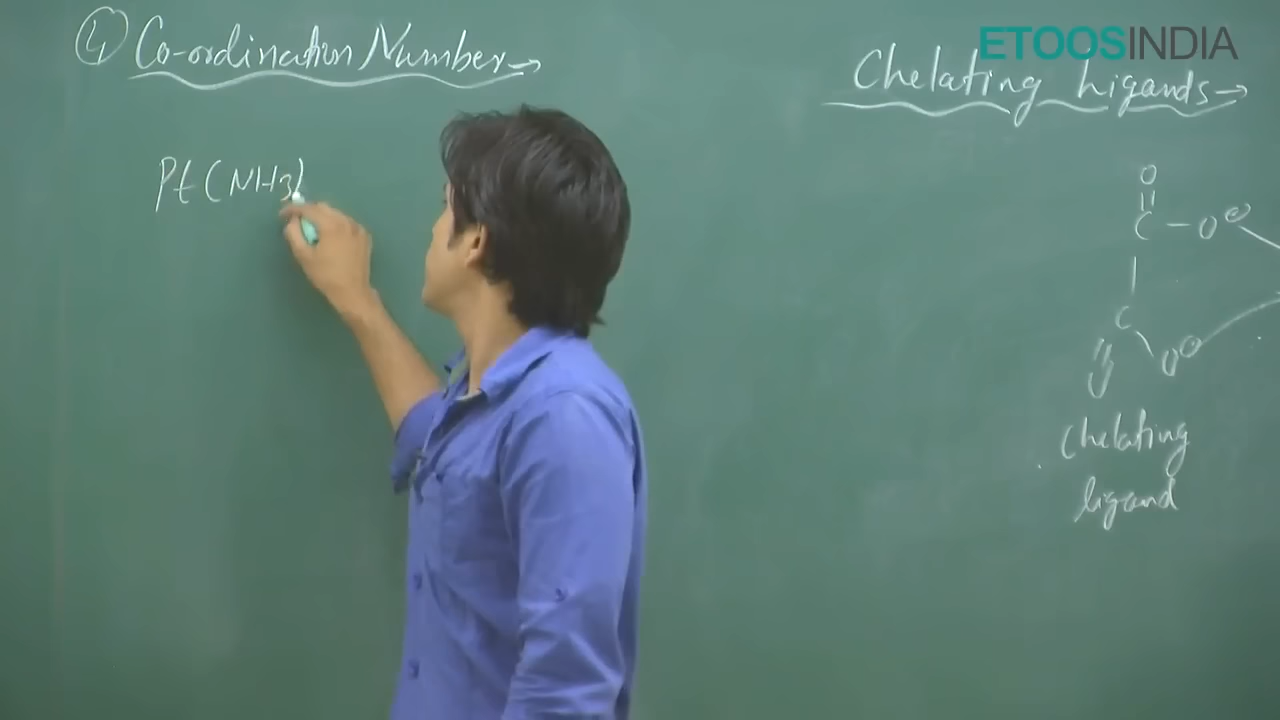 ④ Co-ordination Number →
Pt(NH3)
ETOOSINDIA
Chelating Ligands →
O
C - O ⊖
C
O O ⊖
Chelating
ligand